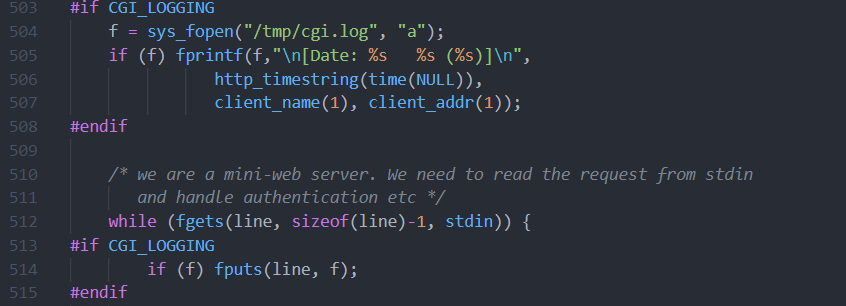 503 #if CGI_LOGGING
504     f = sys_fopen("/tmp/cgi.log", "a");
505     if (f) fprintf(f,"\n[Date: %s   %s (%s)]\n",
506                http_timestring(time(NULL)),
507                client_name(1), client_addr(1));
508 #endif
509
510     /* we are a mini-web server. We need to read the request from stdin
511        and handle authentication etc */
512     while (fgets(line, sizeof(line)-1, stdin)) {
513 #if CGI_LOGGING
514         if (f) fputs(line, f);
515 #endif